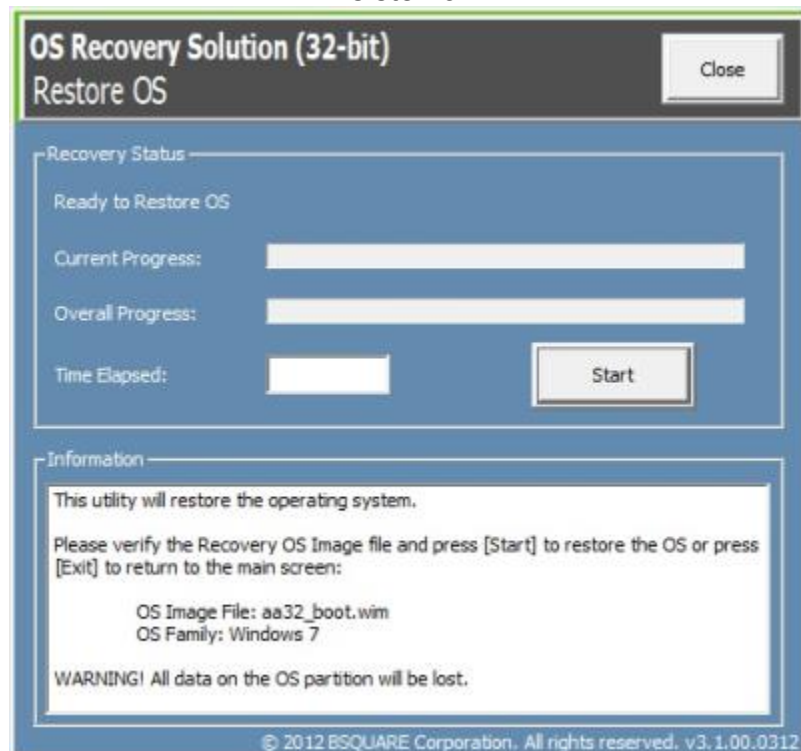 OS Recovery Solution (32-bit)
Restore OS
Close
Recovery Status
Ready to Restore OS
Current Progress:
Overall Progress:
Time Elapsed:
Start
Information
This utility will restore the operating system.
Please verify the Recovery OS Image file and press [Start] to restore the OS or press
[Exit] to return to the main screen:
OS Image File: aa32_boot.wim
OS Family: Windows 7
WARNING! All data on the OS partition will be lost.
© 2012 BSQUARE Corporation. All rights reserved. v3.1.00.0312